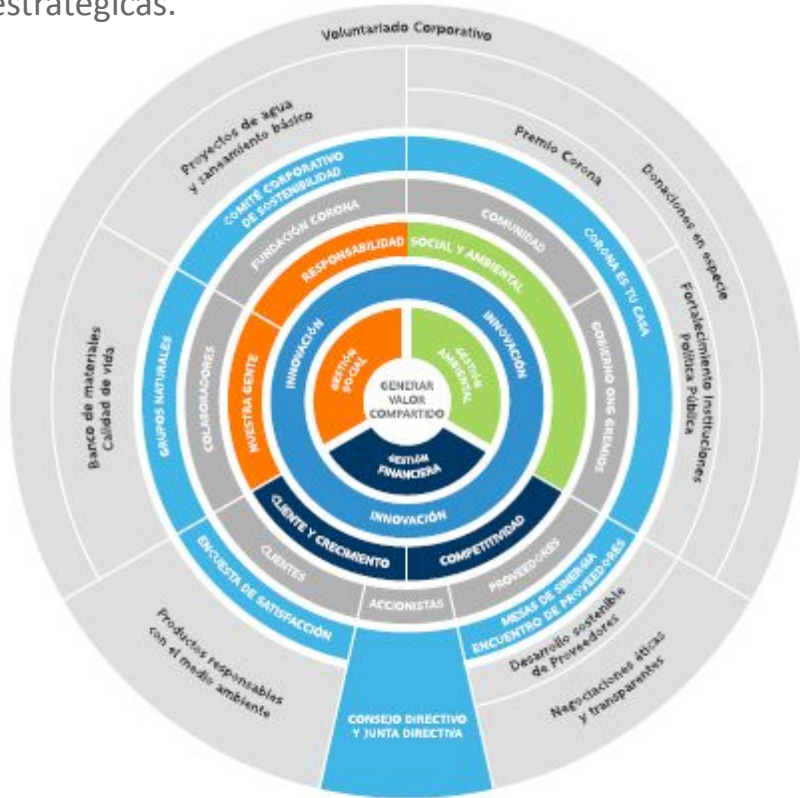 estratégicas.
Voluntariado Corporativo
Proyectos de agua
y saneamiento básico
Premio Corona
Donaciones en especie
COMITÉ CORPORATIVO
DE SOSTENIBILIDAD
CORONA ES TU CASA
FUNDACIÓN CORONA
COMUNIDAD
RESPONSABILIDAD
SOCIAL Y AMBIENTAL
Banco de materiales
Calidad de vida
GRUPOS NATURALES
COLABORADORES
NUESTRA GENTE
INNOVACIÓN
INNOVACIÓN
GESTIÓN
SOCIAL
GESTIÓN
AMBIENTAL
GENERAR
VALOR
COMPARTIDO
GESTIÓN
FINANCIERA
INNOVACIÓN
GOBIERNO ONG GREMIOS
Fortalecimiento Instituciones
Política Pública
CLIENTE Y CRECIMIENTO
COMPETITIVIDAD
CLIENTES
ACCIONISTAS
PROVEEDORES
ENCUESTA DE SATISFACCIÓN
MESAS DE SINERGIA
ENCUENTRO DE PROVEEDORES
Productos responsables
con el medio ambiente
Desarrollo sostenible
de Proveedores
Negociaciones éticas
y transparentes
CONSEJO DIRECTIVO
Y JUNTA DIRECTIVA